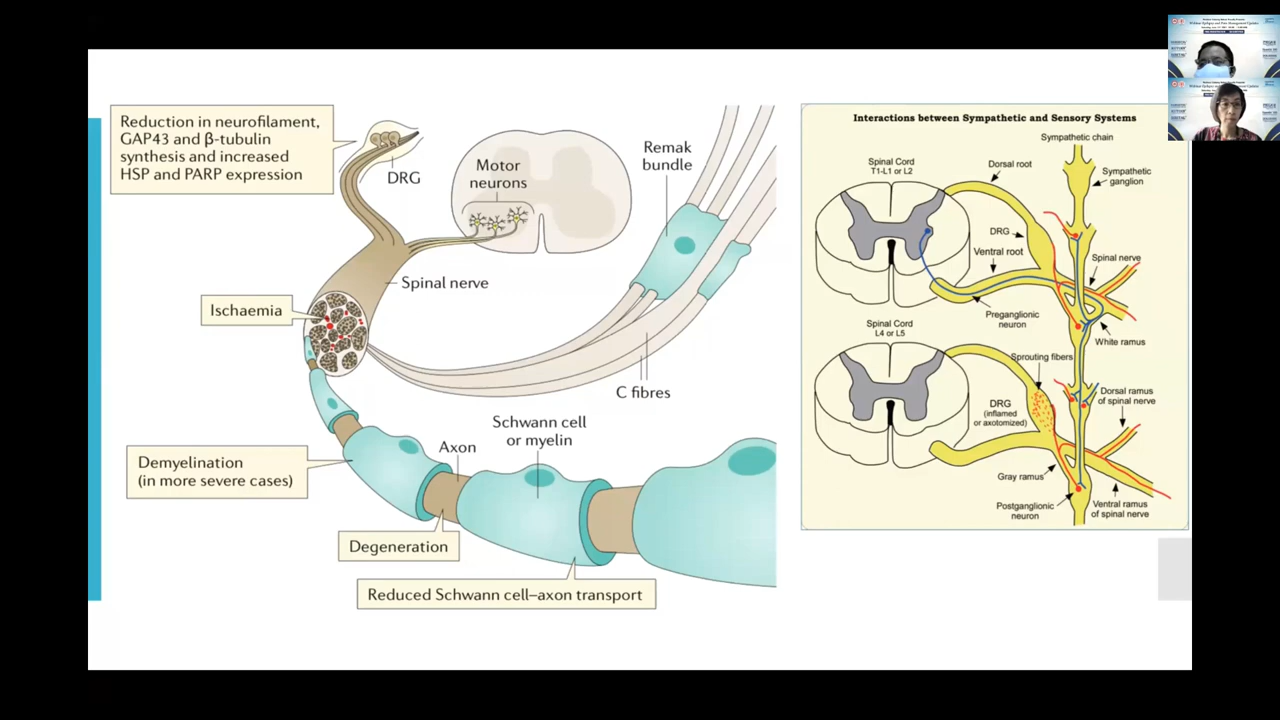 Reduction in neurofilament,
GAP43 and β-tubulin
synthesis and increased
HSP and PARP expression
DRG
Motor
neurons
Remak
bundle
Spinal nerve
Ischaemia
C fibres
Schwann cell
or myelin
Axon
Demyelination
(in more severe cases)
Degeneration
Reduced Schwann cell–axon transport
Interactions between Sympathetic and Sensory Systems
Sympathetic chain
Spinal Cord
T1-L1 or L2
Dorsal root
Sympathetic
ganglion
DRG
Ventral root
Spinal nerve
Preganglionic
neuron
White ramus
Spinal Cord
L4 or L5
Sprouting fibers
DRG
(inflamed
or axotomized)
Dorsal ramus
of spinal nerve
Gray ramus
Postganglionic
neuron
Ventral ramus
of spinal nerve